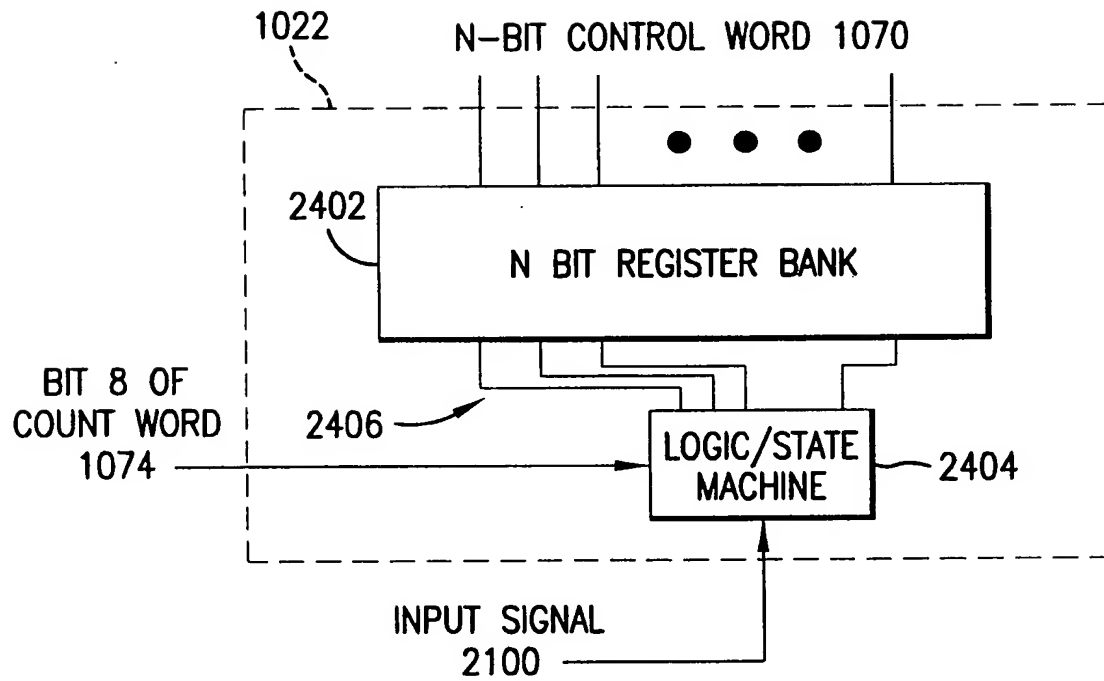 1022
N-BIT CONTROL WORD 1070
2402
N BIT REGISTER BANK
BIT 8 OF
COUNT WORD
1074
2406
LOGIC/STATE
MACHINE
2404
INPUT SIGNAL
2100